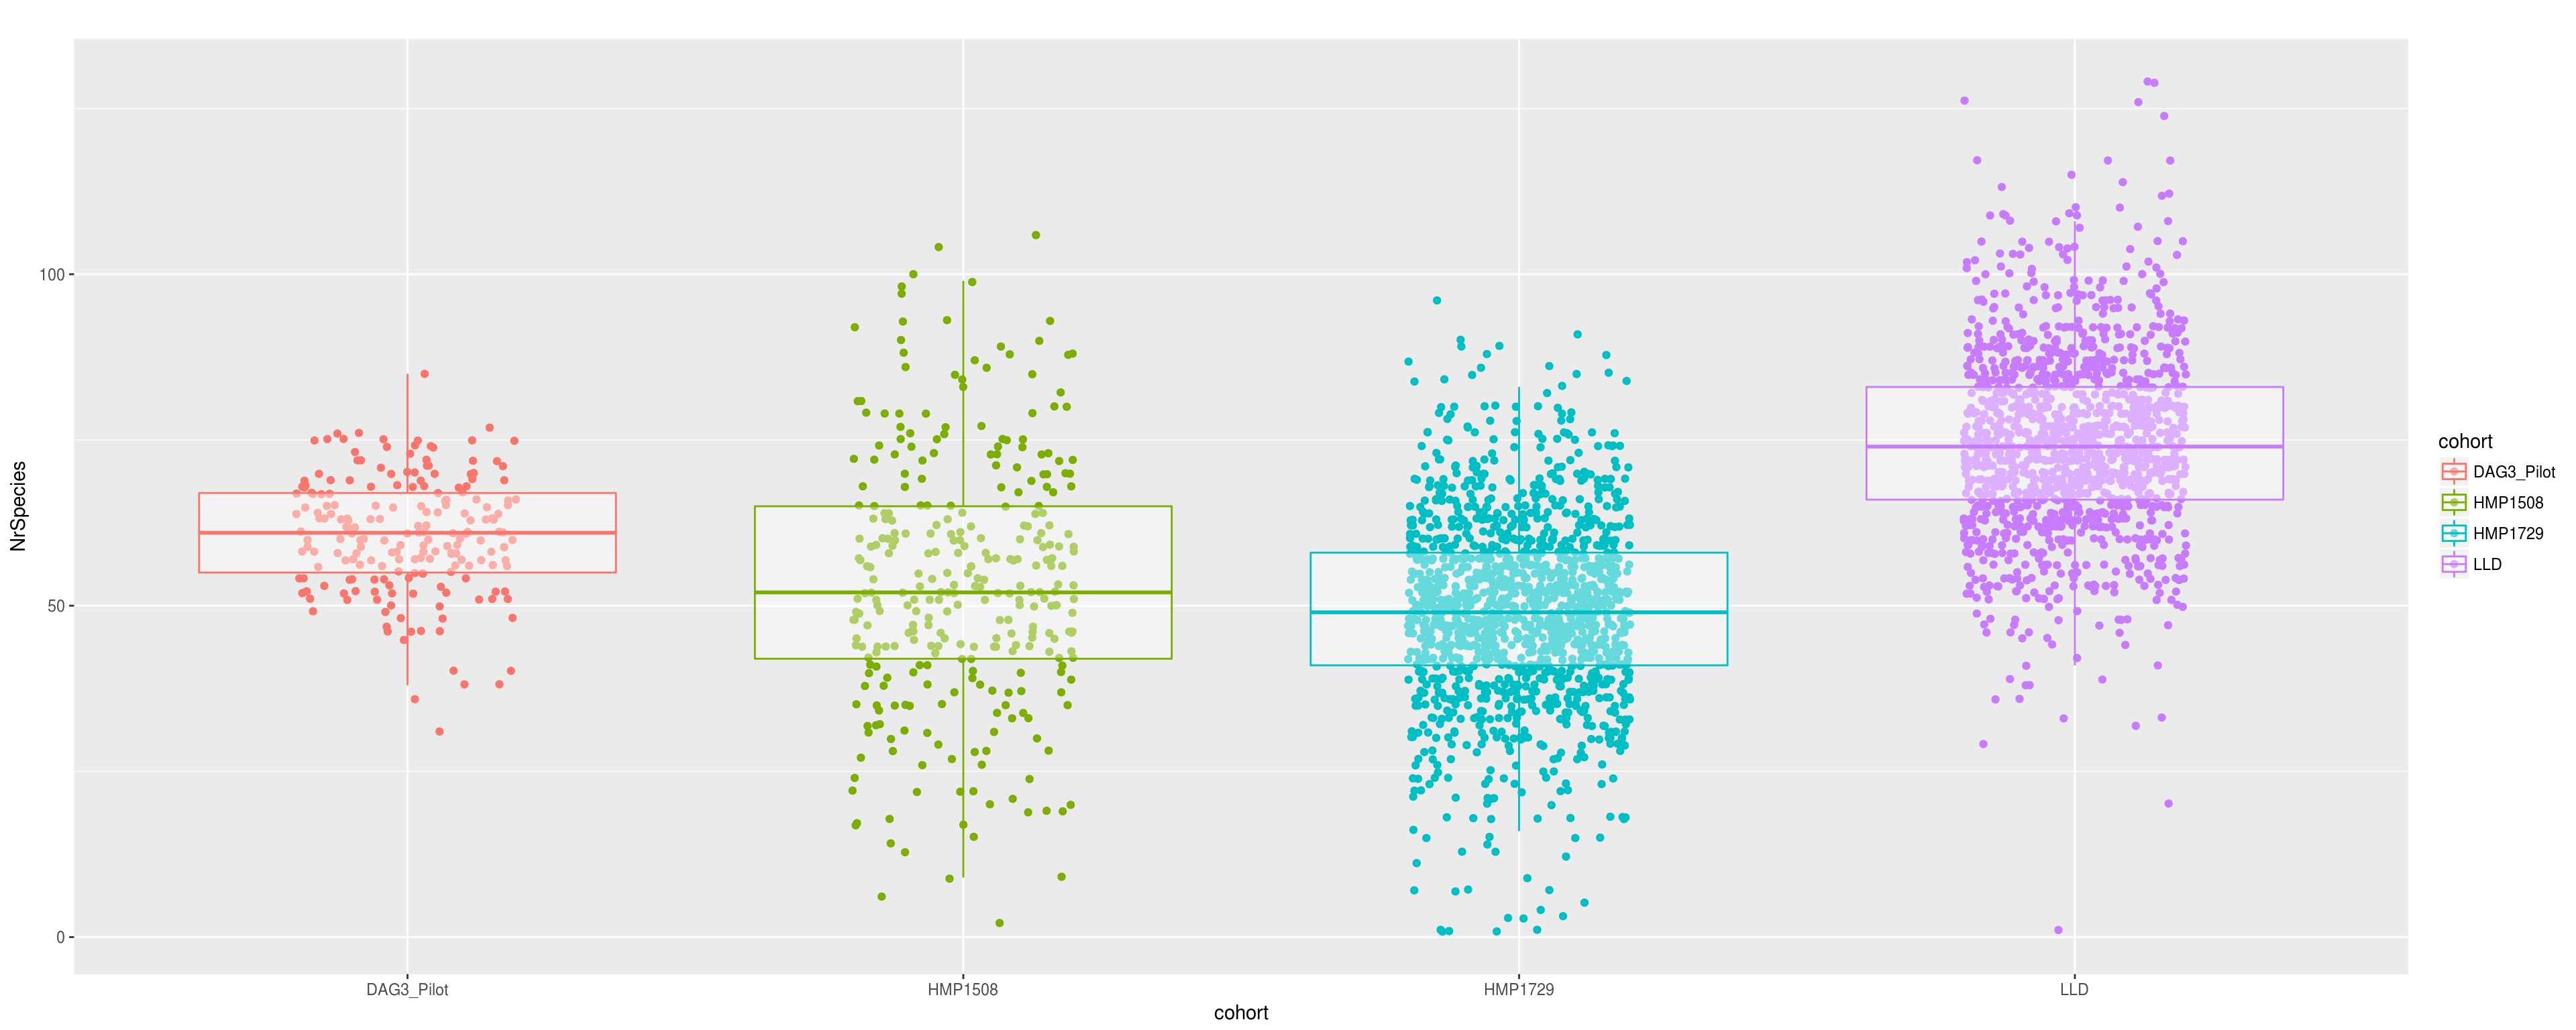 NrSpecies
100
50
0
DAG3_Pilot
HMP1508
HMP1729
LLD
cohort
cohort
DAG3_Pilot
HMP1508
HMP1729
LLD